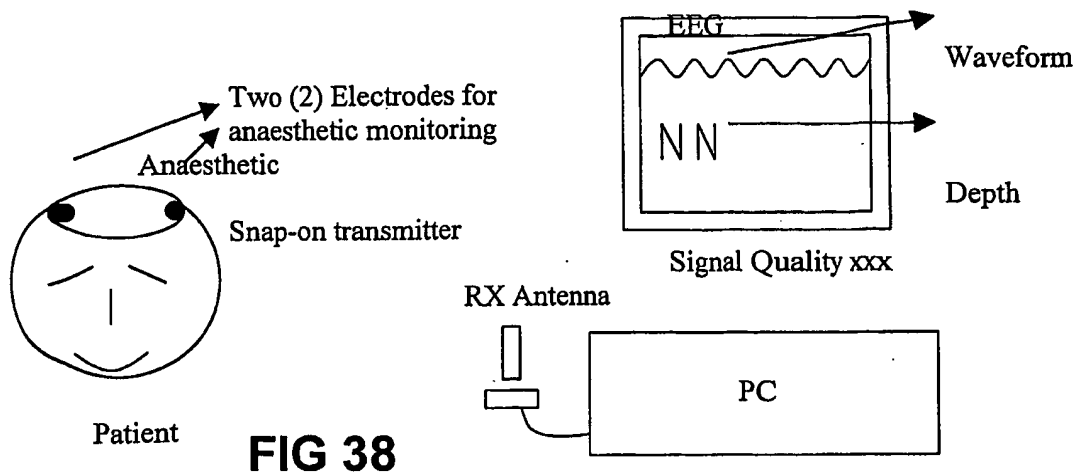 EEG
Waveform
Two (2) Electrodes for
anaesthetic monitoring
Anaesthetic
NN
Depth
Snap-on transmitter
Signal Quality xxx
RX Antenna
PC
Patient
FIG 38